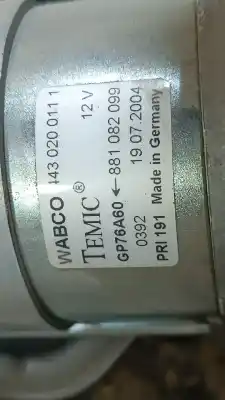 WABCO 443 020 011 1
TEMIC® 12 V
GP76A60 ←881 082 099
0392 19.07.2004
PRI 191 Made in Germany